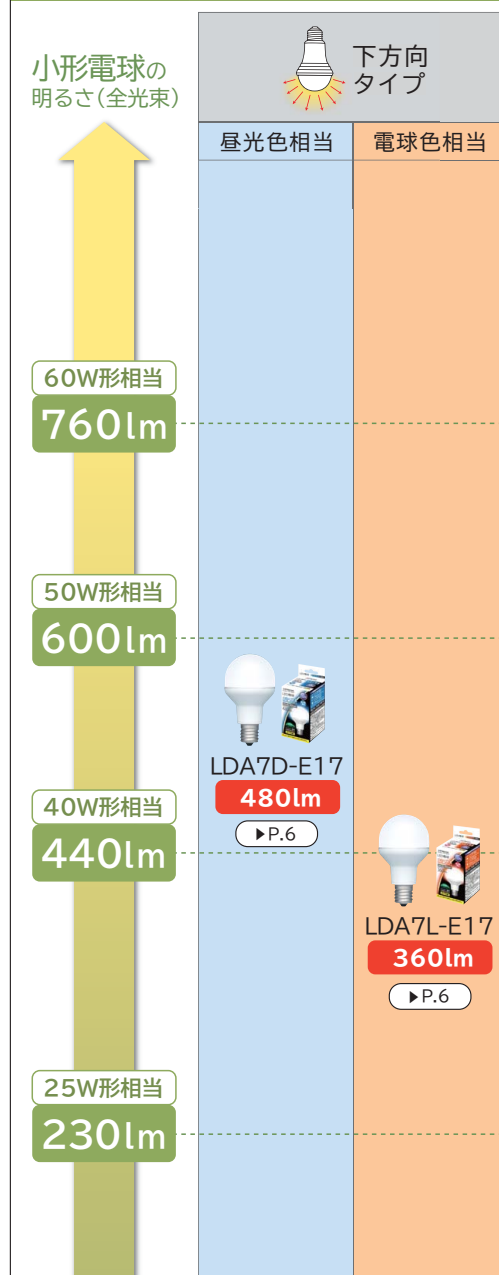 小形電球の
明るさ(全光束)
下方向
タイプ
昼光色相当
電球色相当
60W形相当
760lm
50W形相当
600lm
LDA7D-E17
480lm
▶P.6
40W形相当
440lm
LDA7L-E17
360lm
▶P.6
25W形相当
230lm